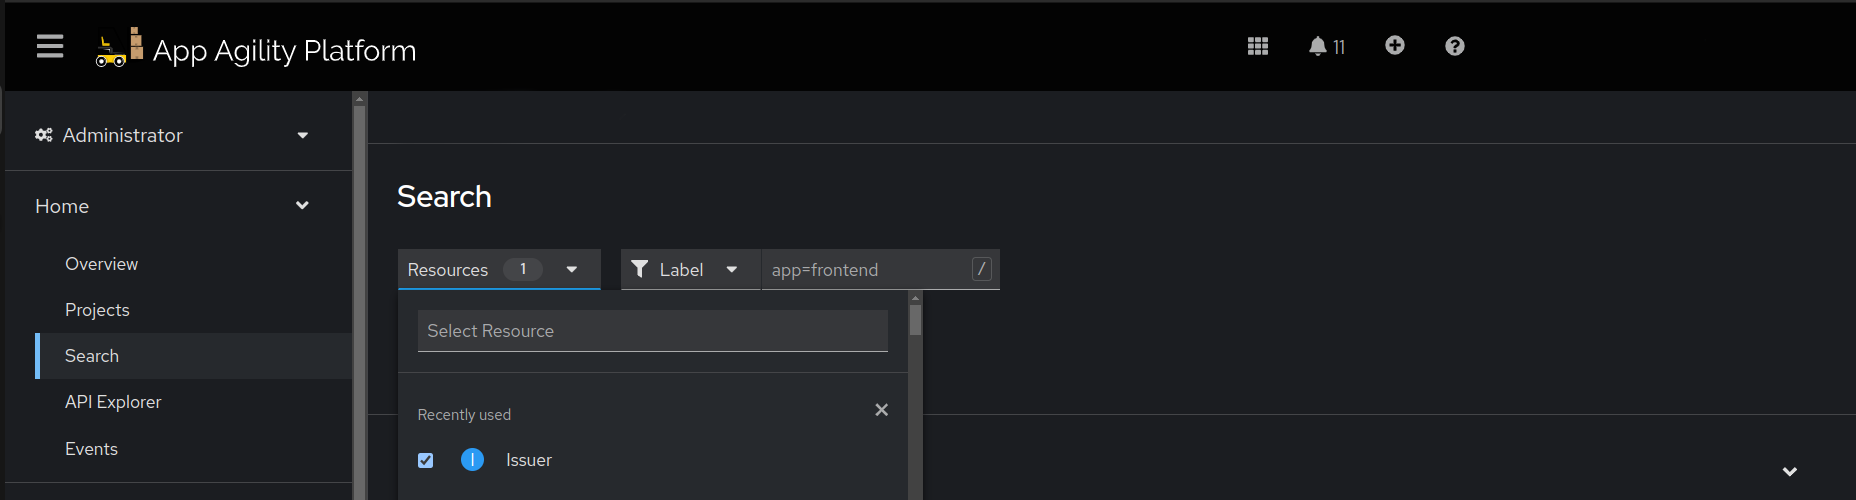 App Agility Platform
11
Administrator
Home
Overview
Projects
Search
API Explorer
Events
Search
Resources 1
Label
app=frontend /
Select Resource
Recently used
I Issuer